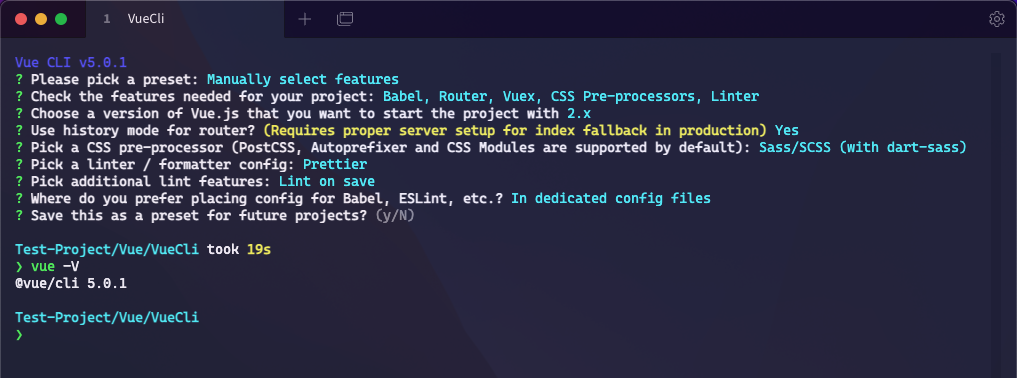 1 VueCli
Vue CLI v5.0.1
? Please pick a preset: Manually select features
? Check the features needed for your project: Babel, Router, Vuex, CSS Pre-processors, Linter
? Choose a version of Vue.js that you want to start the project with 2.x
? Use history mode for router? (Requires proper server setup for index fallback in production) Yes
? Pick a CSS pre-processor (PostCSS, Autoprefixer and CSS Modules are supported by default): Sass/SCSS (with dart-sass)
? Pick a linter / formatter config: Prettier
? Pick additional lint features: Lint on save
? Where do you prefer placing config for Babel, ESLint, etc.? In dedicated config files
? Save this as a preset for future projects? (y/N)
Test-Project/Vue/VueCli took 19s
❯ vue -V
@vue/cli 5.0.1
Test-Project/Vue/VueCli
❯